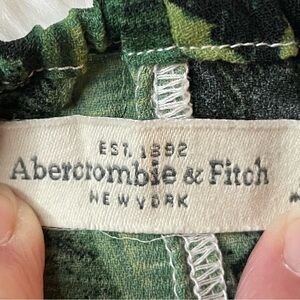 EST. 1892
Abercrombie & Fitch
NEW YORK